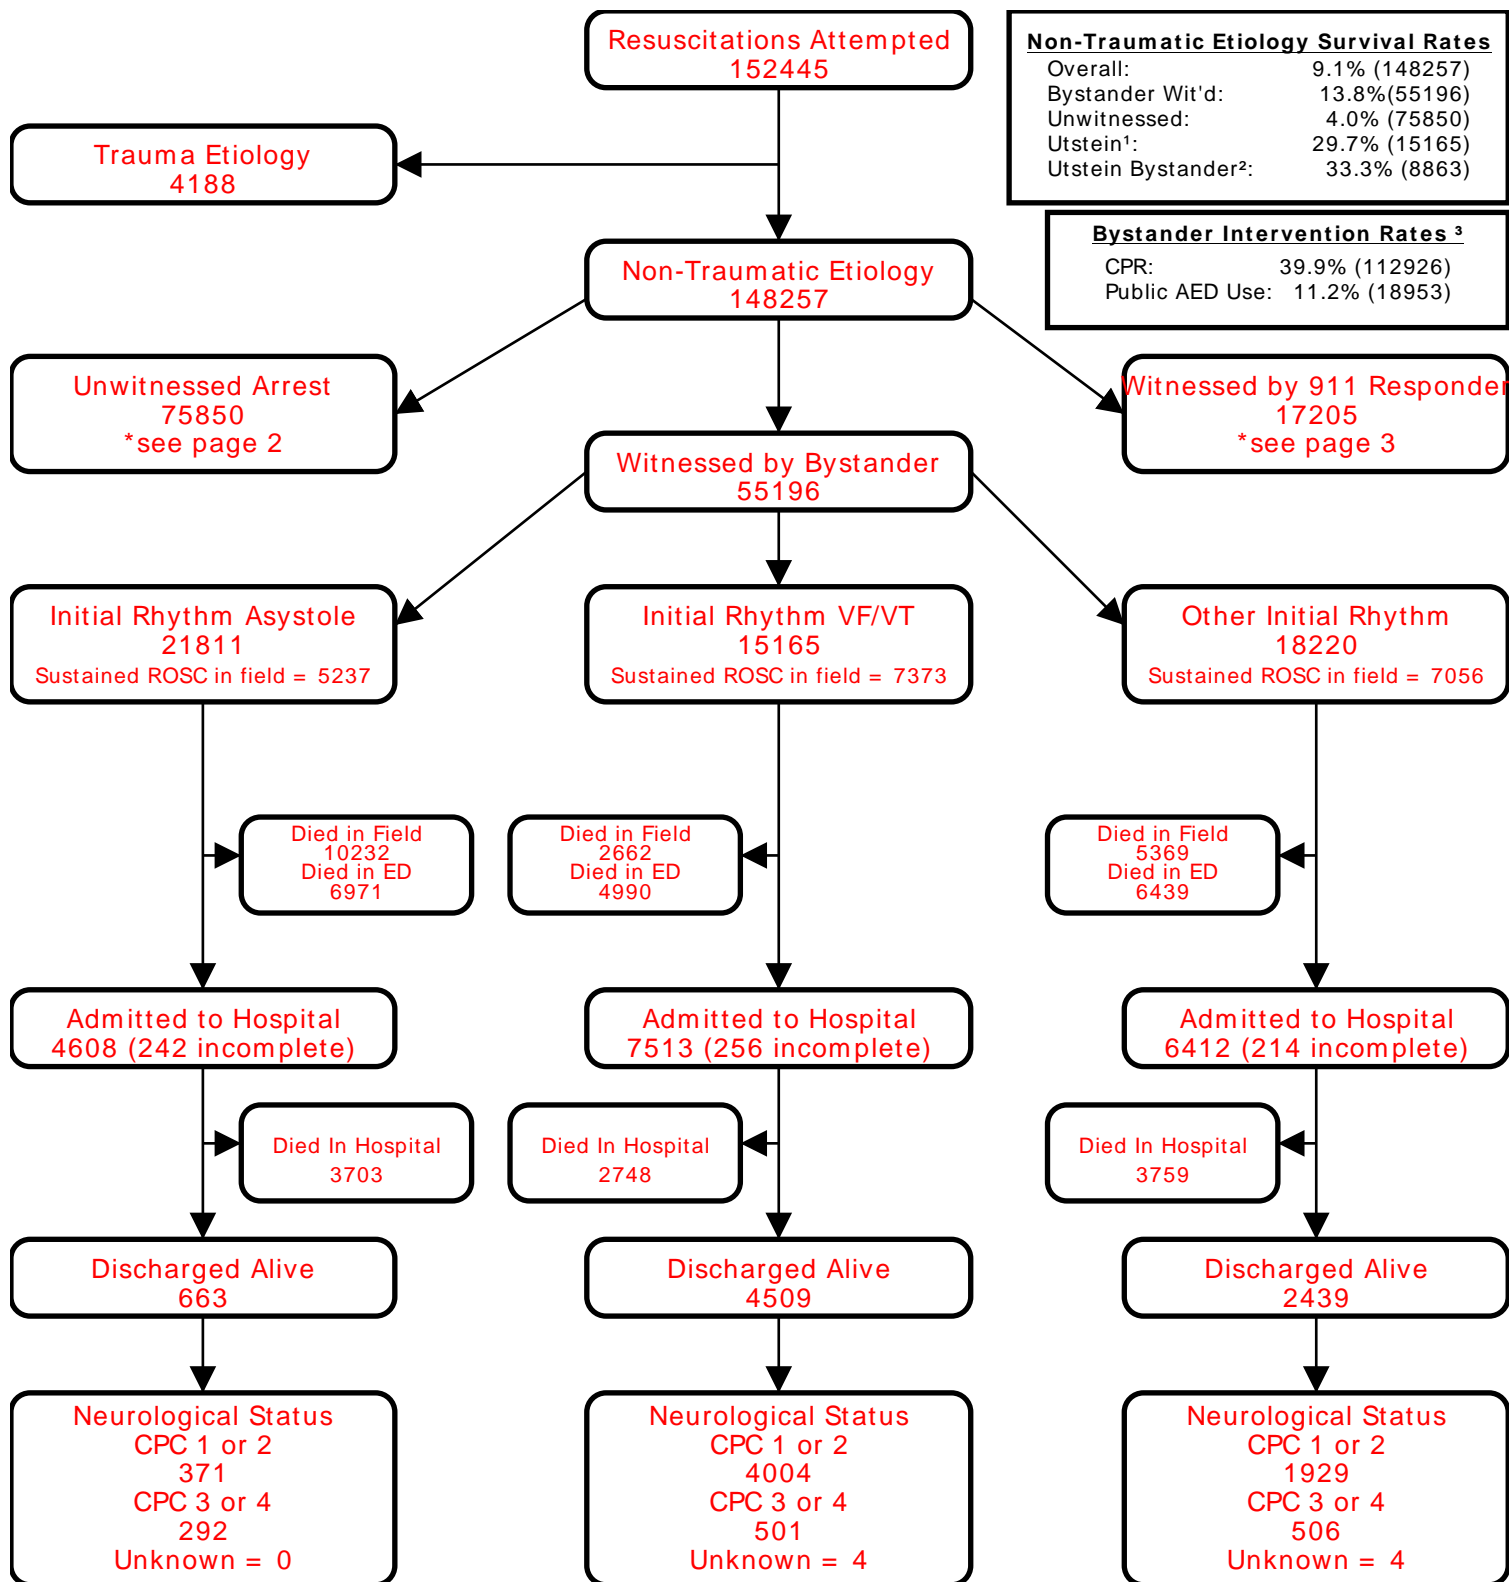 Resuscitations Attempted
152445
Non-Traumatic Etiology Survival Rates
Overall: 9.1% (148257)
Bystander Wit'd: 13.8%(55196)
Unwitnessed: 4.0% (75850)
Utstein¹: 29.7% (15165)
Utstein Bystander²: 33.3% (8863)
Trauma Etiology
4188
Bystander Intervention Rates ³
CPR: 39.9% (112926)
Public AED Use: 11.2% (18953)
Non-Traumatic Etiology
148257
Unwitnessed Arrest
75850
*see page 2
Witnessed by 911 Responder
17205
*see page 3
Witnessed by Bystander
55196
Initial Rhythm Asystole
21811
Sustained ROSC in field = 5237
Initial Rhythm VF/VT
15165
Sustained ROSC in field = 7373
Other Initial Rhythm
18220
Sustained ROSC in field = 7056
Died in Field
10232
Died in ED
6971
Died in Field
2662
Died in ED
4990
Died in Field
5369
Died in ED
6439
Admitted to Hospital
4608 (242 incomplete)
Admitted to Hospital
7513 (256 incomplete)
Admitted to Hospital
6412 (214 incomplete)
Died In Hospital
3703
Died In Hospital
2748
Died In Hospital
3759
Discharged Alive
663
Discharged Alive
4509
Discharged Alive
2439
Neurological Status
CPC 1 or 2
371
CPC 3 or 4
292
Unknown = 0
Neurological Status
CPC 1 or 2
4004
CPC 3 or 4
501
Unknown = 4
Neurological Status
CPC 1 or 2
1929
CPC 3 or 4
506
Unknown = 4